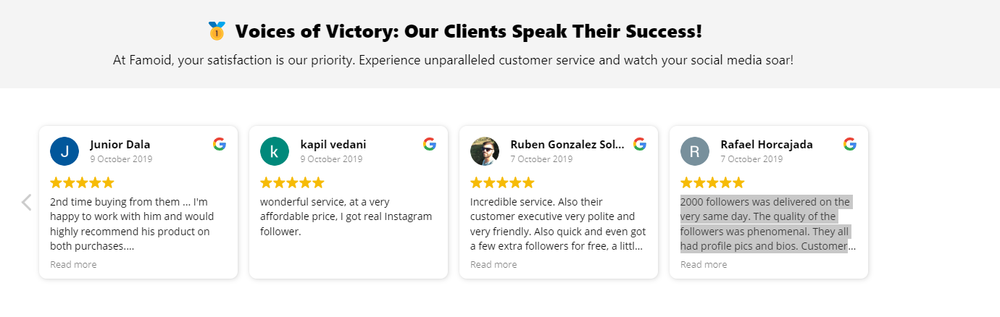 🥇 Voices of Victory: Our Clients Speak Their Success!
At Famoid, your satisfaction is our priority. Experience unparalleled customer service and watch your social media soar!
J
Junior Dala
9 October 2019
2nd time buying from them ... I'm
happy to work with him and would
highly recommend his product on
both purchases....
Read more
k
kapil vedani
9 October 2019
wonderful service, at a very
affordable price, I got real Instagram
follower.
Ruben Gonzalez Sol...
7 October 2019
Incredible service. Also their
customer executive very polite and
very friendly. Also quick and even got
a few extra followers for free, a littl...
Read more
R
Rafael Horcajada
7 October 2019
2000 followers was delivered on the
very same day. The quality of the
followers was phenomenal. They all
had profile pics and bios. Customer...
Read more